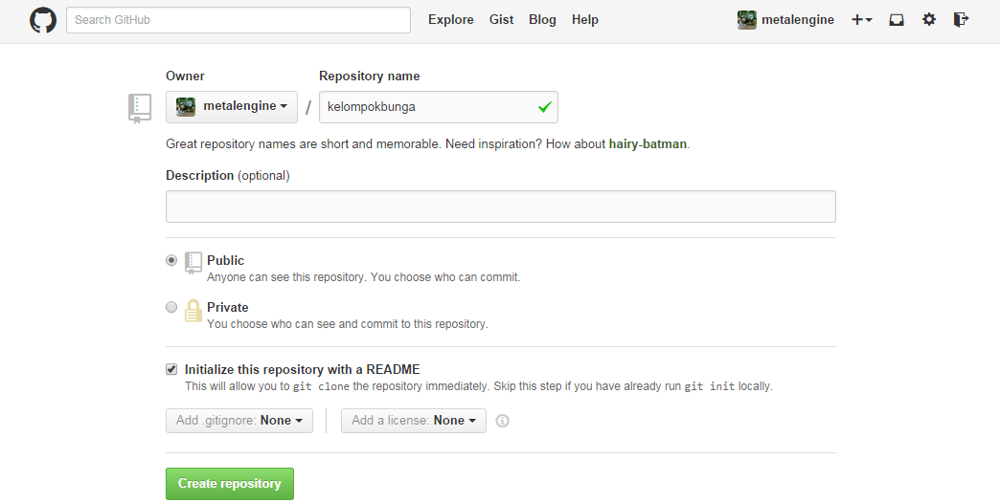 Search GitHub
Explore Gist Blog Help
metalengine
Owner Repository name
metalengine / kelompokbunga
Great repository names are short and memorable. Need inspiration? How about hairy-batman.
Description (optional)
Public
Anyone can see this repository. You choose who can commit.
Private
You choose who can see and commit to this repository.
Initialize this repository with a README
This will allow you to git clone the repository immediately. Skip this step if you have already run git init locally.
Add .gitignore: None Add a license: None
Create repository